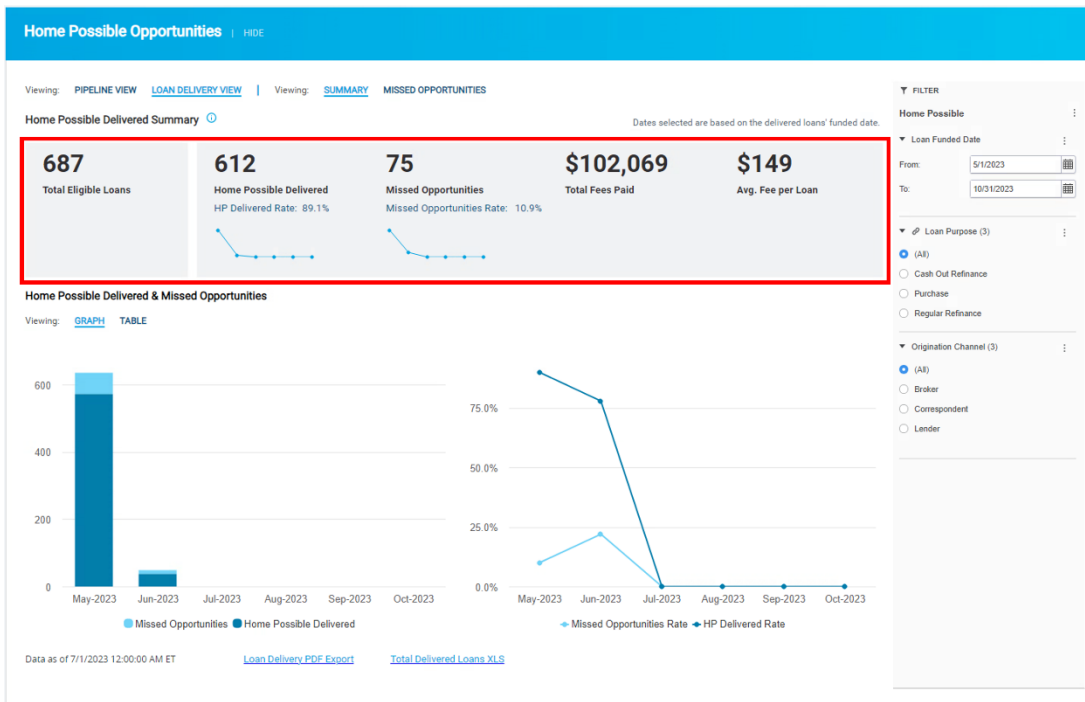 Home Possible Opportunities | HIDE
Viewing: PIPELINE VIEW LOAN DELIVERY VIEW | Viewing: SUMMARY MISSED OPPORTUNITIES
Home Possible Delivered Summary
Dates selected are based on the delivered loans' funded date.
687 612 75 $102,069 $149
Total Eligible Loans Home Possible Delivered Missed Opportunities Total Fees Paid Avg. Fee per Loan
HP Delivered Rate: 89.1% Missed Opportunities Rate: 10.9%
Home Possible Delivered & Missed Opportunities
Viewing: GRAPH TABLE
600
400
200
0
May-2023 Jun-2023 Jul-2023 Aug-2023 Sep-2023 Oct-2023
Missed Opportunities Home Possible Delivered
75.0%
50.0%
25.0%
0.0%
May-2023 Jun-2023 Jul-2023 Aug-2023 Sep-2023 Oct-2023
Missed Opportunities Rate HP Delivered Rate
Data as of 7/1/2023 12:00:00 AM ET Loan Delivery PDF Export Total Delivered Loans XLS
FILTER
Home Possible
Loan Funded Date
From: 5/1/2023
To: 10/31/2023
Loan Purpose (3)
(All)
Cash Out Refinance
Purchase
Regular Refinance
Origination Channel (3)
(All)
Broker
Correspondent
Lender